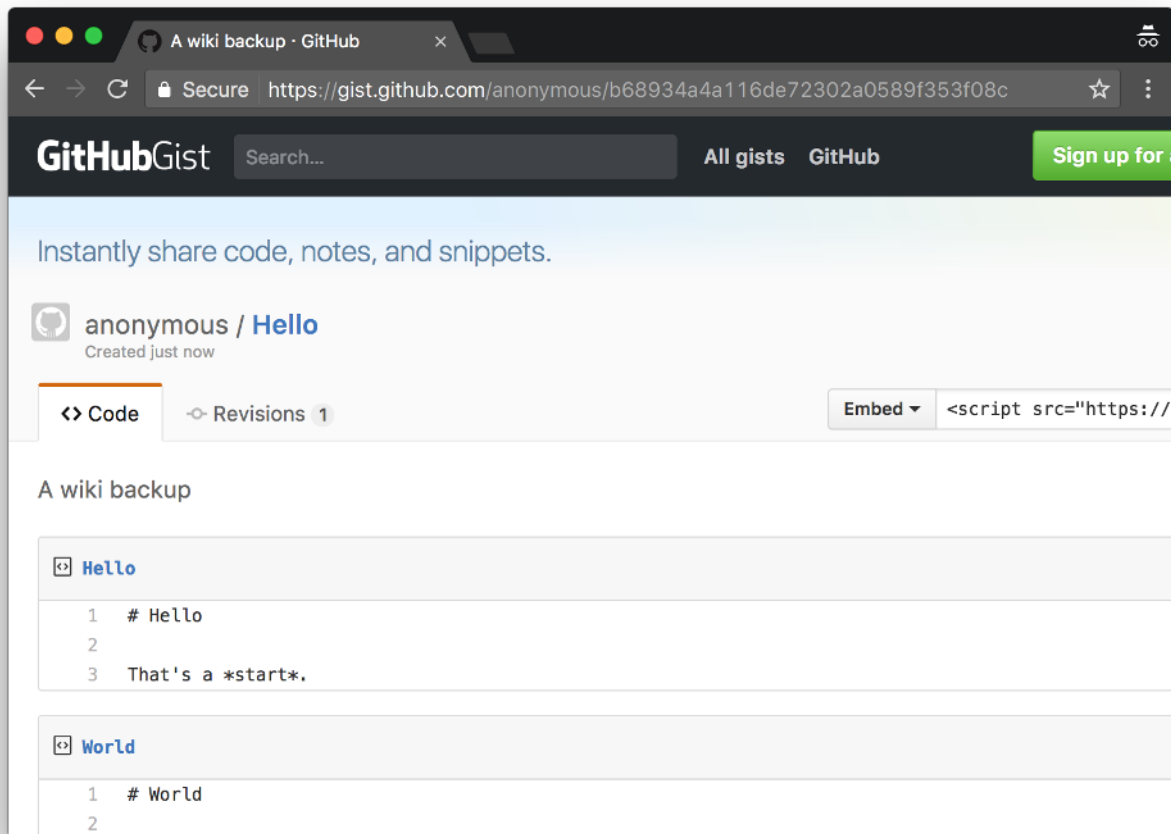 A wiki backup · GitHub
Secure https://gist.github.com/anonymous/b68934a4a116de72302a0589f353f08c
GitHubGist Search... All gists GitHub Sign up for
Instantly share code, notes, and snippets.
anonymous / Hello
Created just now
<> Code Revisions 1 Embed <script src="https://
A wiki backup
Hello
1 # Hello
2
3 That's a *start*.
World
1 # World
2